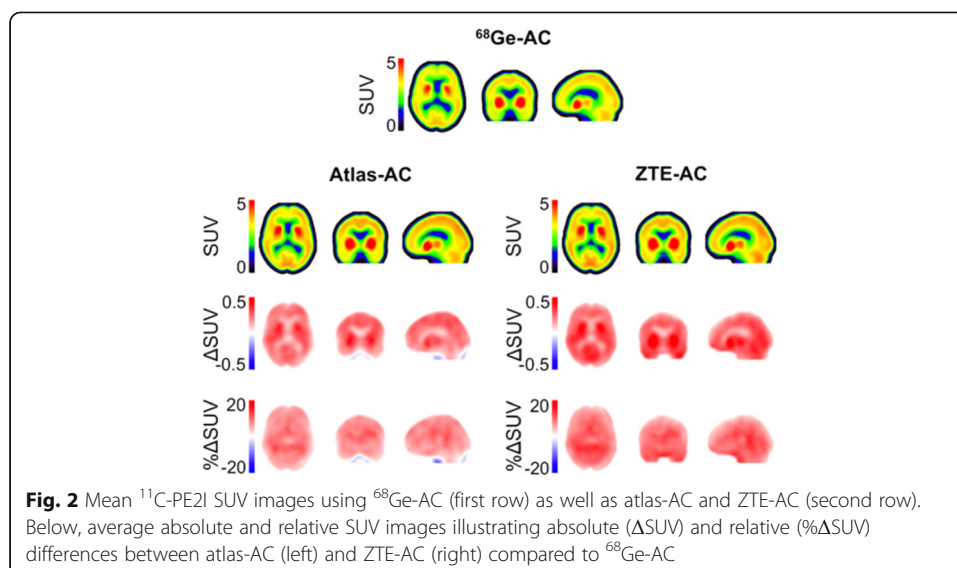 ⁶⁸Ge-AC
5
SUV
0
Atlas-AC
ZTE-AC
5
SUV
0
5
SUV
0
0.5
ΔSUV
-0.5
0.5
ΔSUV
-0.5
20
%ΔSUV
-20
20
%ΔSUV
-20
Fig. 2 Mean ¹¹C-PE2I SUV images using ⁶⁸Ge-AC (first row) as well as atlas-AC and ZTE-AC (second row).
Below, average absolute and relative SUV images illustrating absolute (ΔSUV) and relative (%ΔSUV)
differences between atlas-AC (left) and ZTE-AC (right) compared to ⁶⁸Ge-AC